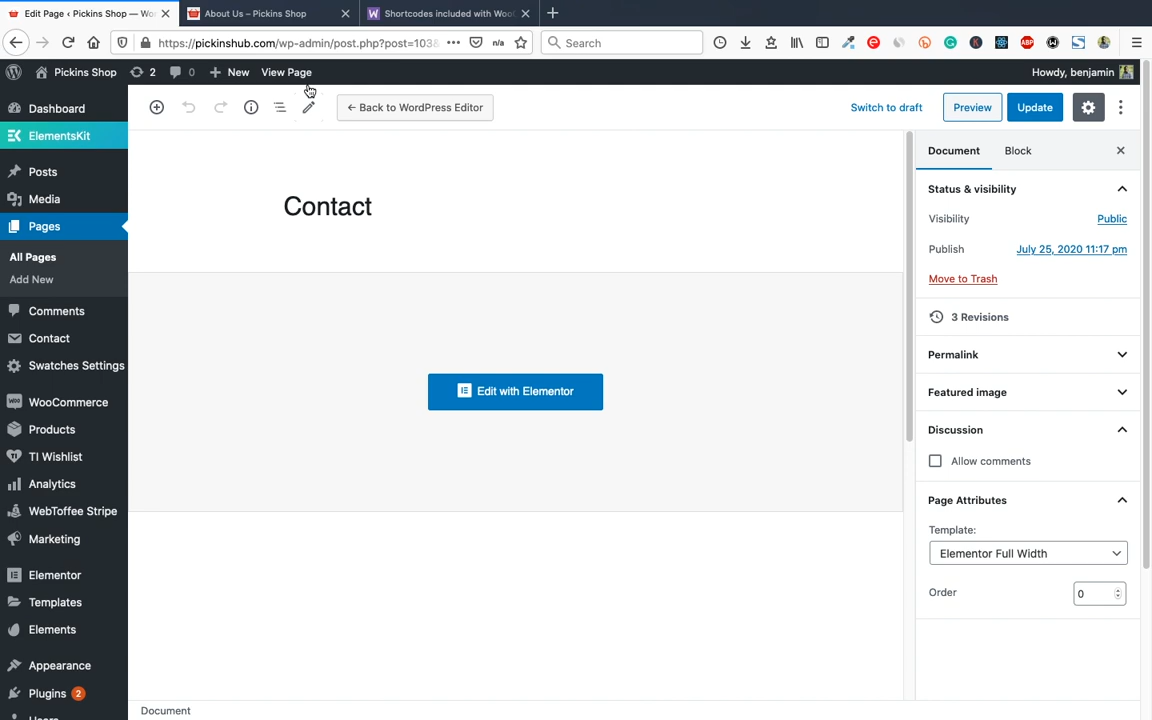 Edit Page ‹ Pickins Shop — Wor
About Us – Pickins Shop
Shortcodes included with Woo
https://pickinshub.com/wp-admin/post.php?post=1038
n/a
Search
Pickins Shop
2
0
New
View Page
Howdy, benjamin
Dashboard
ElementsKit
Posts
Media
Pages
All Pages
Add New
Comments
Contact
Swatches Settings
WooCommerce
Products
TI Wishlist
Analytics
WebToffee Stripe
Marketing
Elementor
Templates
Elements
Appearance
Plugins 2
← Back to WordPress Editor
Switch to draft
Preview
Update
Contact
Edit with Elementor
Document
Block
Status & visibility
Visibility
Public
Publish
July 25, 2020 11:17 pm
Move to Trash
3 Revisions
Permalink
Featured image
Discussion
Allow comments
Page Attributes
Template:
Elementor Full Width
Order
0
Document